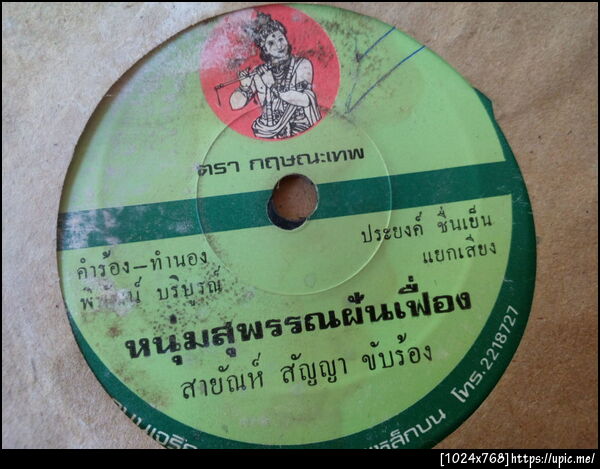 ตรา กฤษณะเทพ
คำร้อง-ทำนอง
บริบูรณ์
ประยงค์ ชื่นเย็น
แยกเสียง
หนุ่มสุพรรณฝันเฟื่อง
สายัณห์ สัญญา ขับร้อง
โทร.2218727
[1024x768]https://upic.me/